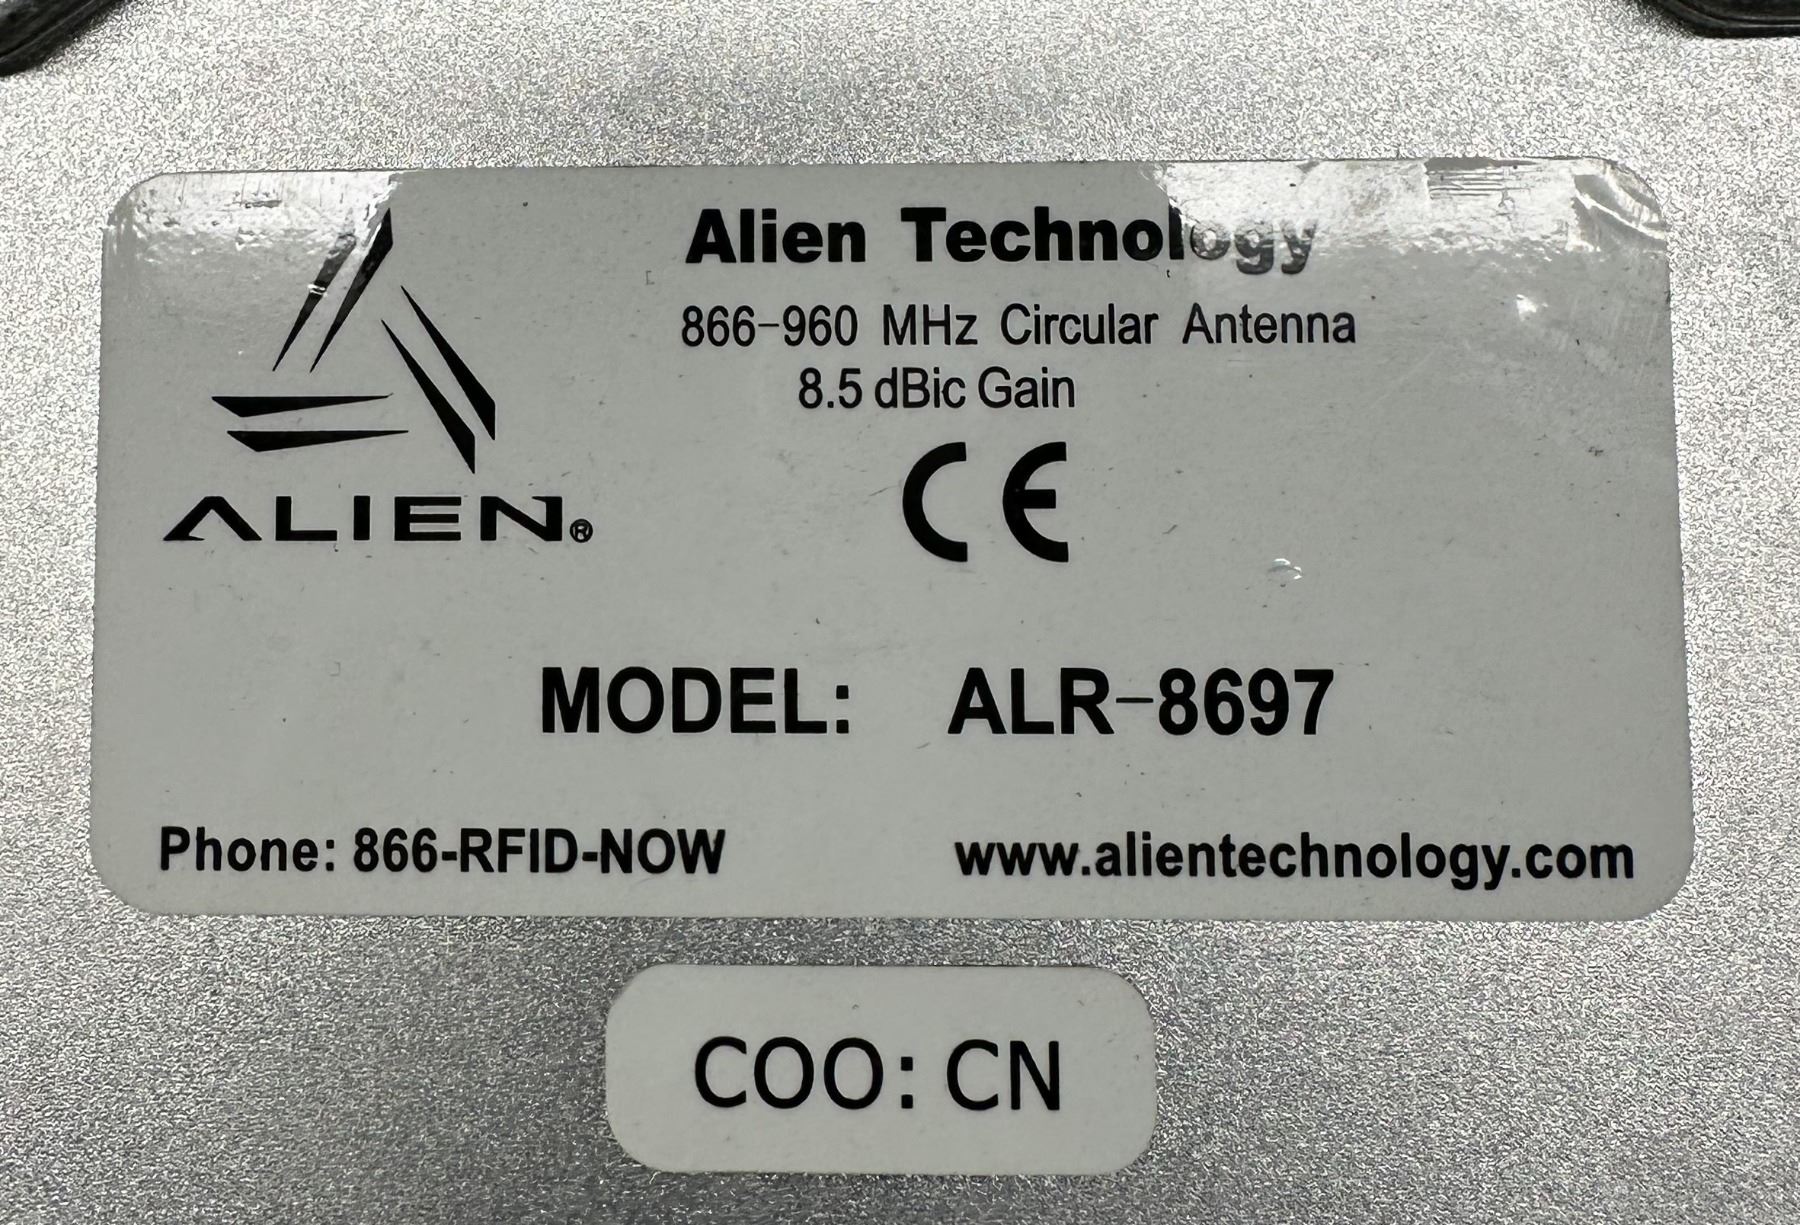 Alien Technology
866-960 MHz Circular Antenna
8.5 dBic Gain
CE
ALIEN®
MODEL: ALR-8697
Phone: 866-RFID-NOW
www.alientechnology.com
COO: CN